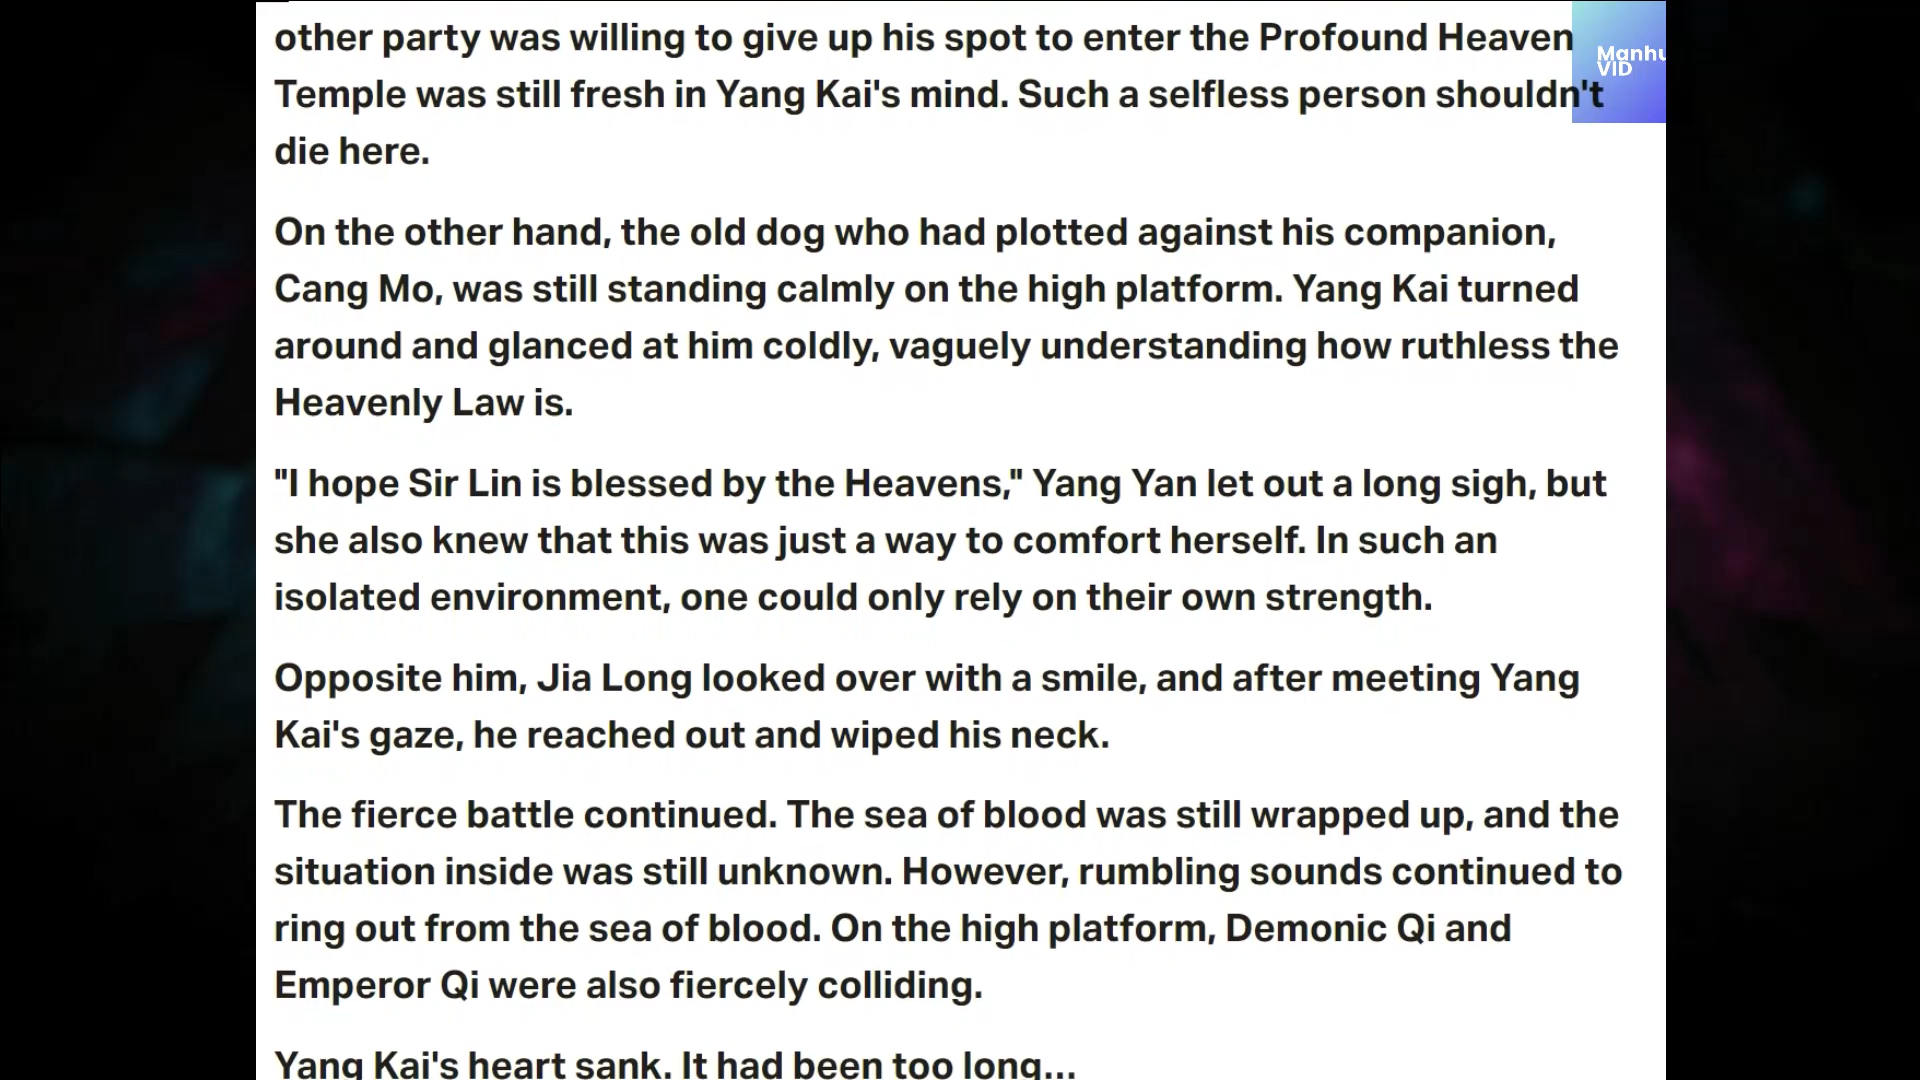 other party was willing to give up his spot to enter the Profound Heaven
Manhu
VID
Temple was still fresh in Yang Kai's mind. Such a selfless person shouldn't
die here.
On the other hand, the old dog who had plotted against his companion,
Cang Mo, was still standing calmly on the high platform. Yang Kai turned
around and glanced at him coldly, vaguely understanding how ruthless the
Heavenly Law is.
"I hope Sir Lin is blessed by the Heavens," Yang Yan let out a long sigh, but
she also knew that this was just a way to comfort herself. In such an
isolated environment, one could only rely on their own strength.
Opposite him, Jia Long looked over with a smile, and after meeting Yang
Kai's gaze, he reached out and wiped his neck.
The fierce battle continued. The sea of blood was still wrapped up, and the
situation inside was still unknown. However, rumbling sounds continued to
ring out from the sea of blood. On the high platform, Demonic Qi and
Emperor Qi were also fiercely colliding.
Yang Kai's heart sank. It had been too long...